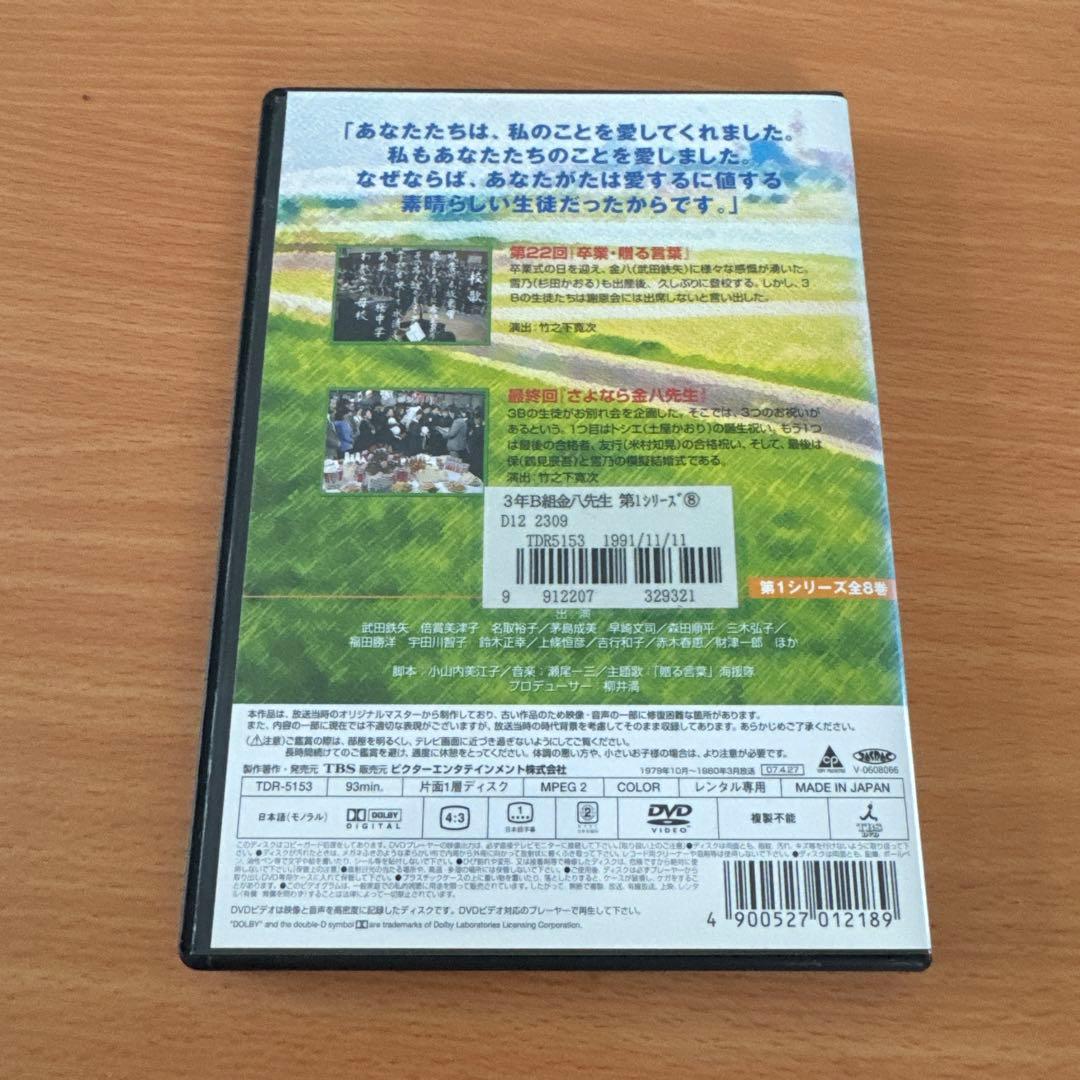 「あなたたちは、私のことを愛してくれました。
私もあなたたちのことを愛しました。
なぜならば、あなたがたは愛するに値する
素晴らしい生徒だったからです。」
第22回『卒業・贈る言葉』
卒業式の日を迎え、金八(武田鉄矢)に様々な感慨が湧いた。
雪乃(杉田かおる)も出産後、久しぶりに登校する。しかし、3
Bの生徒たちは謝恩会には出席しないと言い出した。
演出:竹之下寛次
校歌
最終回『さよなら金八先生』
3Bの生徒がお別れ会を企画した。そこでは、3つのお祝いが
あるという。1つ目はトシエ(土屋かおり)の誕生祝い。もう1つ
は最後の合格者、友行(米村知晃)の合格祝い、そして、最後は
保(鶴見辰吾)と雪乃の模擬結婚式である。
演出:竹之下寛次
3年B組金八先生 第1シリーズ⑧
D12 2309
TDR5153 1991/11/11
9 912207 329321
第1シリーズ全8巻
出 演
武田鉄矢 倍賞美津子 名取裕子/茅島成美 早崎文司/森田順平 三木弘子/
福田勝洋 宇田川智子 鈴木正幸/上條恒彦/吉行和子/赤木春恵/財津一郎 ほか
脚本:小山内美江子/音楽:瀬尾一三/主題歌:「贈る言葉」海援隊
プロデューサー:柳井満
本作品は、放送当時のオリジナルマスターから制作しており、古い作品のため映像・音声の一部に修復困難な箇所があります。
また、内容の一部に現在では不適切な表現がございますが、放送当時の時代背景を考慮してそのまま収録してあります。あらかじめご了承ください。
(⚠注意)ご鑑賞の際は、部屋を明るくし、テレビ画面に近づき過ぎないようにしてご覧ください。
長時間続けてのご鑑賞を避け、適度に休憩をとってください。体調の悪い方や、小さいお子様の場合は、より注意が必要です。
製作著作・発売元 TBS 販売元 ビクターエンタテインメント株式会社 1979年10月〜1980年3月放送 07.4.27 V-0608066
TDR-5153 93min. 片面1層ディスク MPEG 2 COLOR レンタル専用 MADE IN JAPAN
日本語(モノラル) DOLBY DIGITAL 4:3 1 日本語字幕 2 DVD VIDEO 複製不能 TBS DVD
DVDビデオは映像と音声を高密度に記録したディスクです。DVDビデオ対応のプレーヤーで再生して下さい。
"DOLBY" and the double-D symbol are trademarks of Dolby Laboratories Licensing Corporation.
4 900527 012189